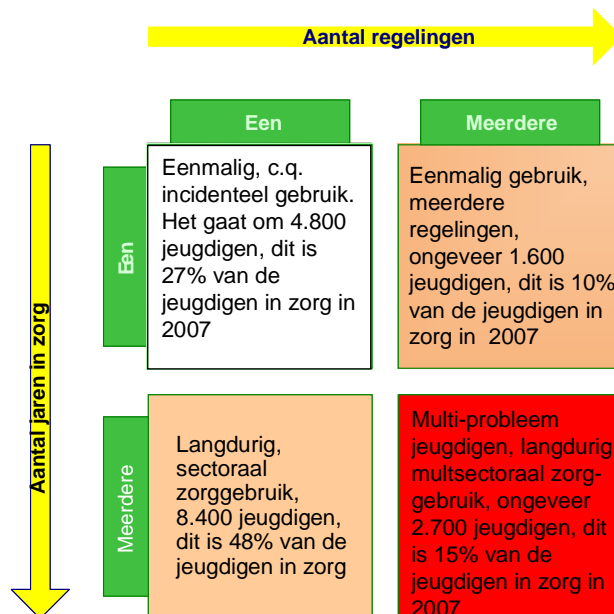 Aantal regelingen
Een
Meerdere
Aantal jaren in zorg
Een
Eenmalig, c.q.
incidenteel gebruik.
Het gaat om 4.800
jeugdigen, dit is
27% van de
jeugdigen in zorg in
2007
Eenmalig gebruik,
meerdere
regelingen,
ongeveer 1.600
jeugdigen, dit is 10%
van de jeugdigen in
zorg in 2007
Meerdere
Langdurig,
sectoraal
zorggebruik,
8.400 jeugdigen,
dit is 48% van de
jeugdigen in zorg
Multi-probleem
jeugdigen, langdurig
multsectoraal zorg-
gebruik, ongeveer
2.700 jeugdigen, dit
is 15% van de
jeugdigen in zorg in
2007